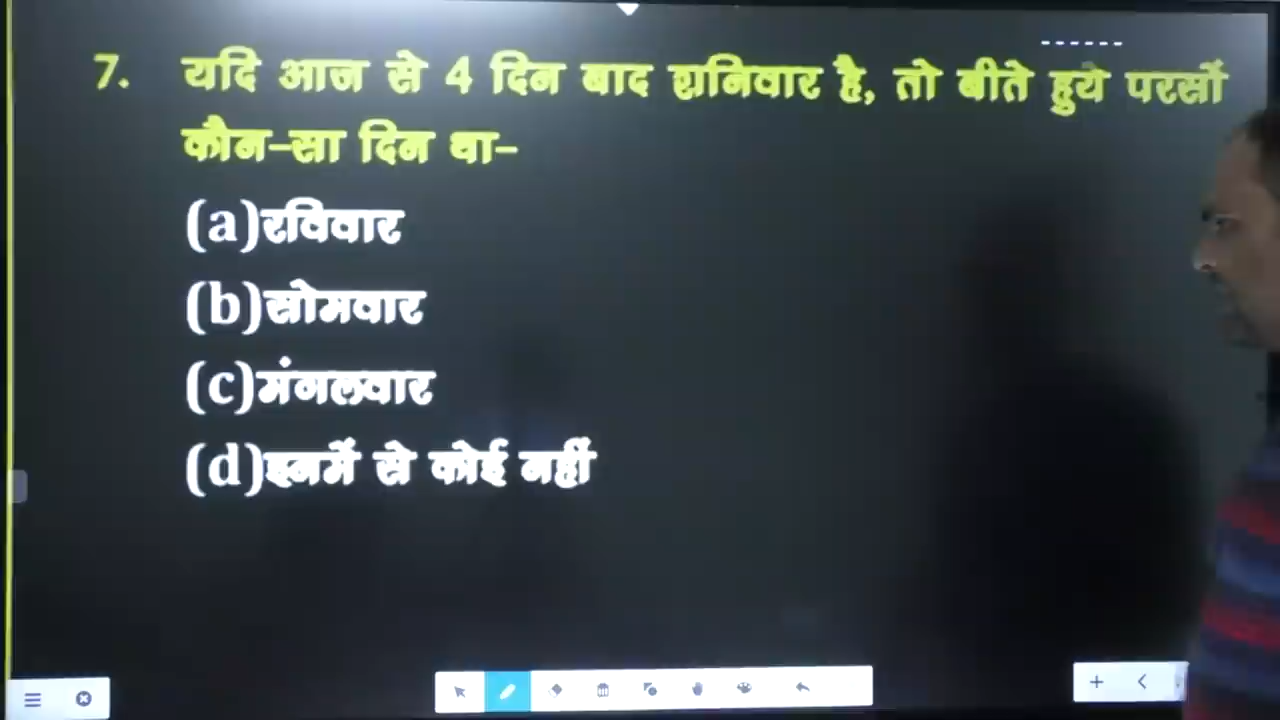 7. यदि आज से 4 दिन बाद शनिवार है, तो बीते हुये परसों
कौन-सा दिन था-
(a)रविवार
(b)सोमवार
(c)मंगलवार
(d)इनमें से कोई नहीं